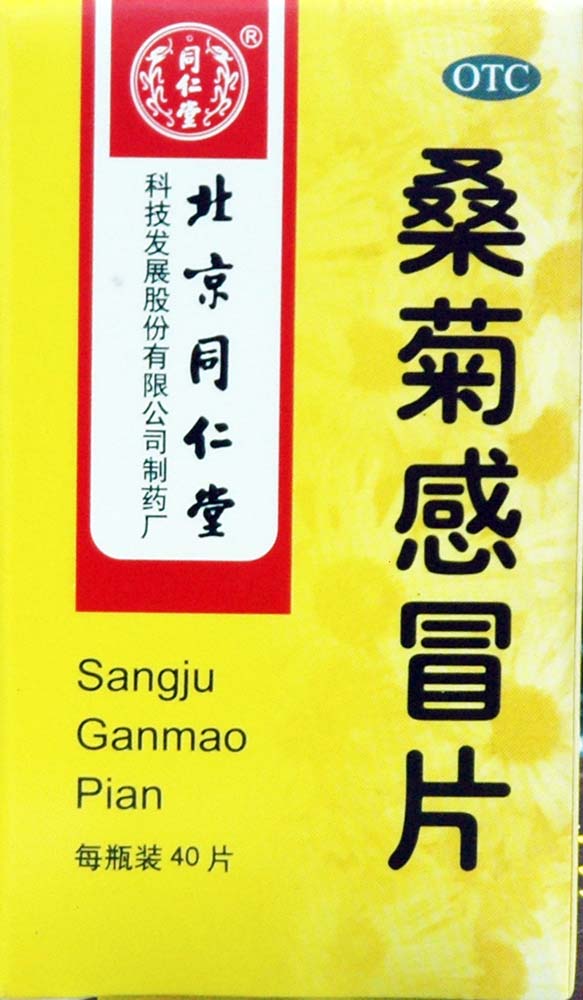 同仁堂
®
OTC
桑菊感冒片
北京同仁堂
科技发展股份有限公司制药厂
Sangju
Ganmao
Pian
每瓶装 40 片